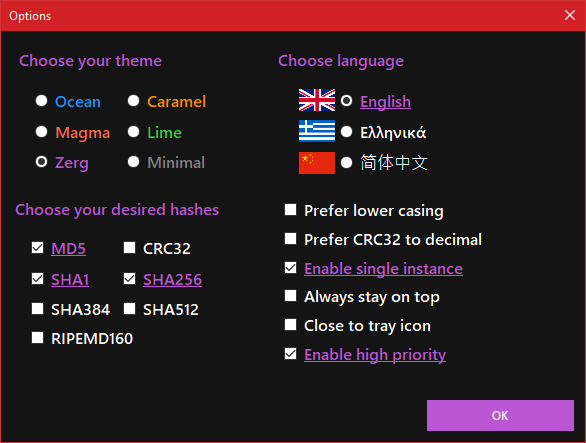 Options
Choose your theme
Ocean
Caramel
Magma
Lime
Zerg
Minimal
Choose language
English
Ελληνικά
简体中文
Choose your desired hashes
MD5
CRC32
SHA1
SHA256
SHA384
SHA512
RIPEMD160
Prefer lower casing
Prefer CRC32 to decimal
Enable single instance
Always stay on top
Close to tray icon
Enable high priority
OK